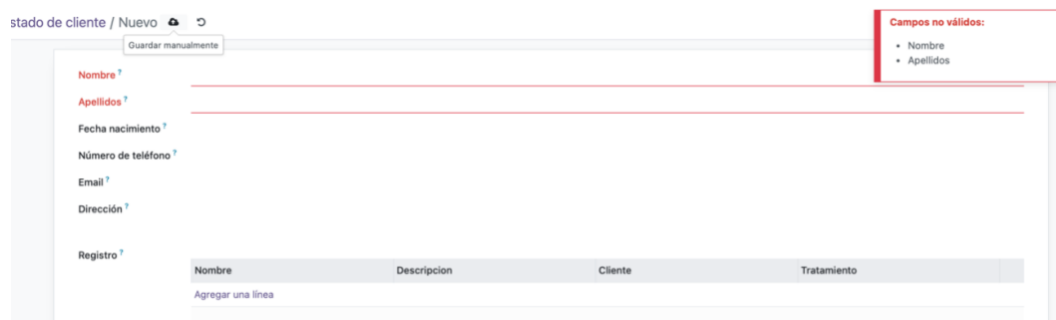 stado de cliente / Nuevo
Guardar manualmente
Campos no válidos:
• Nombre
• Apellidos
Nombre ?
Apellidos ?
Fecha nacimiento ?
Número de teléfono ?
Email ?
Dirección ?
Registro ?
Nombre Descripcion Cliente Tratamiento
Agregar una línea